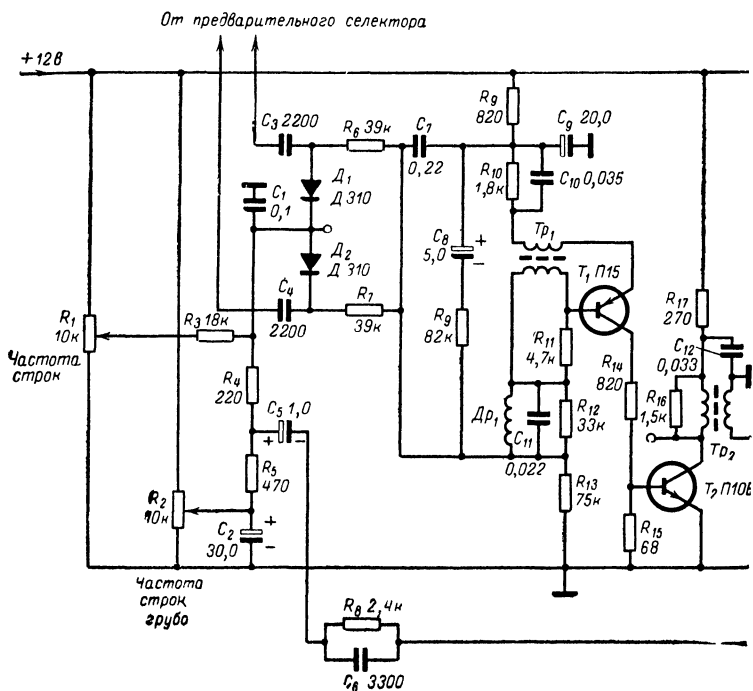 От предварительного селектора
+12В
C₃ 2200
R₆ 39к
C₇
0,22
R₉
820
C₉ 20,0
R₁₀
1,8к
C₁₀ 0,035
C₁
0,1
Д₁
Д310
Д₂
Д310
C₈
5,0
+
−
Тр₁
T₁ П15
C₄
2200
R₇
39к
R₉
82к
R₁
10к
Частота
строк
R₃ 18к
R₁₁
4,7к
R₁₄
820
R₁₇
270
C₁₂
0,033
R₁₆
1,5к
Тр₂
R₄
220
C₅ 1,0
+
−
Др₁
C₁₁
0,022
R₁₂
33к
R₅
470
R₂
10к
C₂
30,0
+
−
R₁₃
75к
T₂ П10Б
R₁₅
68
Частота
строк
грубо
R₈ 2,4к
C₆ 3300